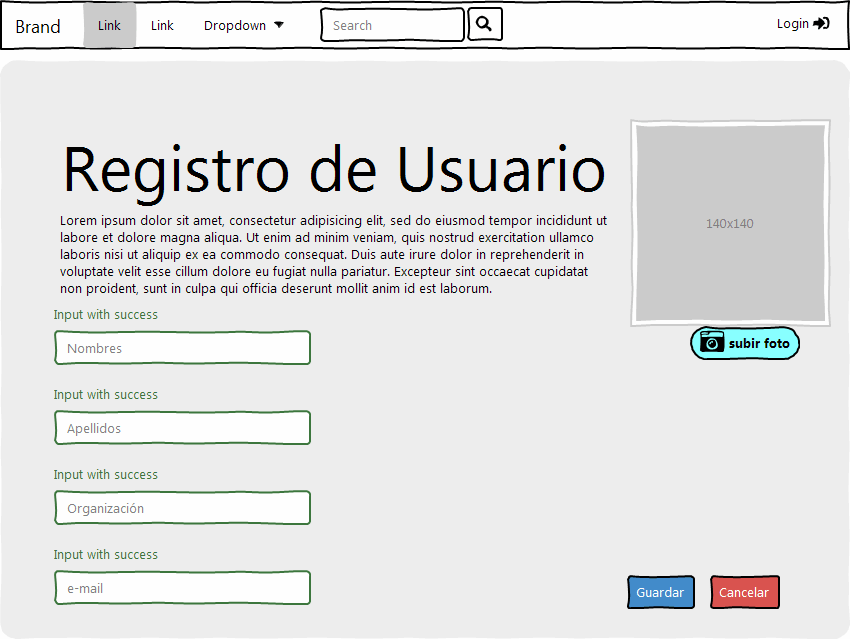 Brand Link Link Dropdown Search Login
Registro de Usuario
Lorem ipsum dolor sit amet, consectetur adipisicing elit, sed do eiusmod tempor incididunt ut
labore et dolore magna aliqua. Ut enim ad minim veniam, quis nostrud exercitation ullamco
laboris nisi ut aliquip ex ea commodo consequat. Duis aute irure dolor in reprehenderit in
voluptate velit esse cillum dolore eu fugiat nulla pariatur. Excepteur sint occaecat cupidatat
non proident, sunt in culpa qui officia deserunt mollit anim id est laborum.
140x140
subir foto
Input with success
Nombres
Input with success
Apellidos
Input with success
Organización
Input with success
e-mail
Guardar Cancelar